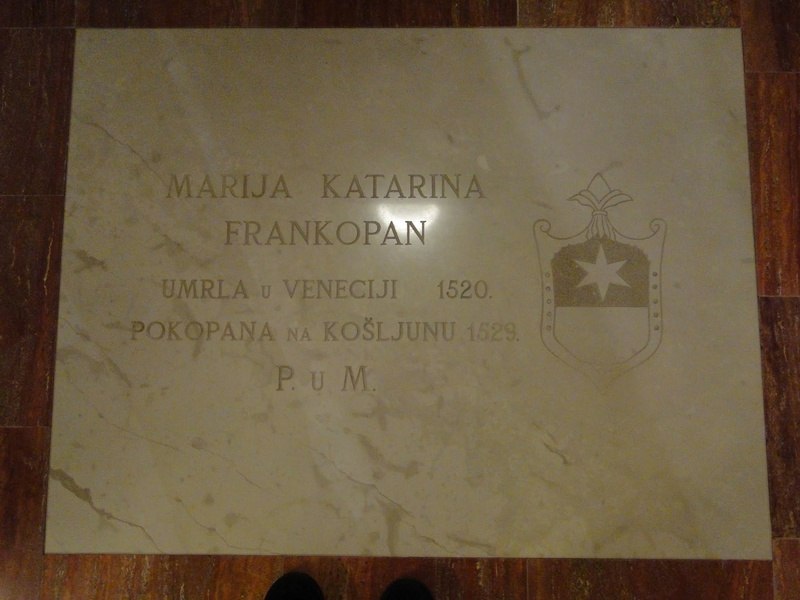 MARIJA KATARINA
FRANKOPAN
UMRLA U VENECIJI 1520.
POKOPANA NA KOŠLJUNU 1529.
P. U M.